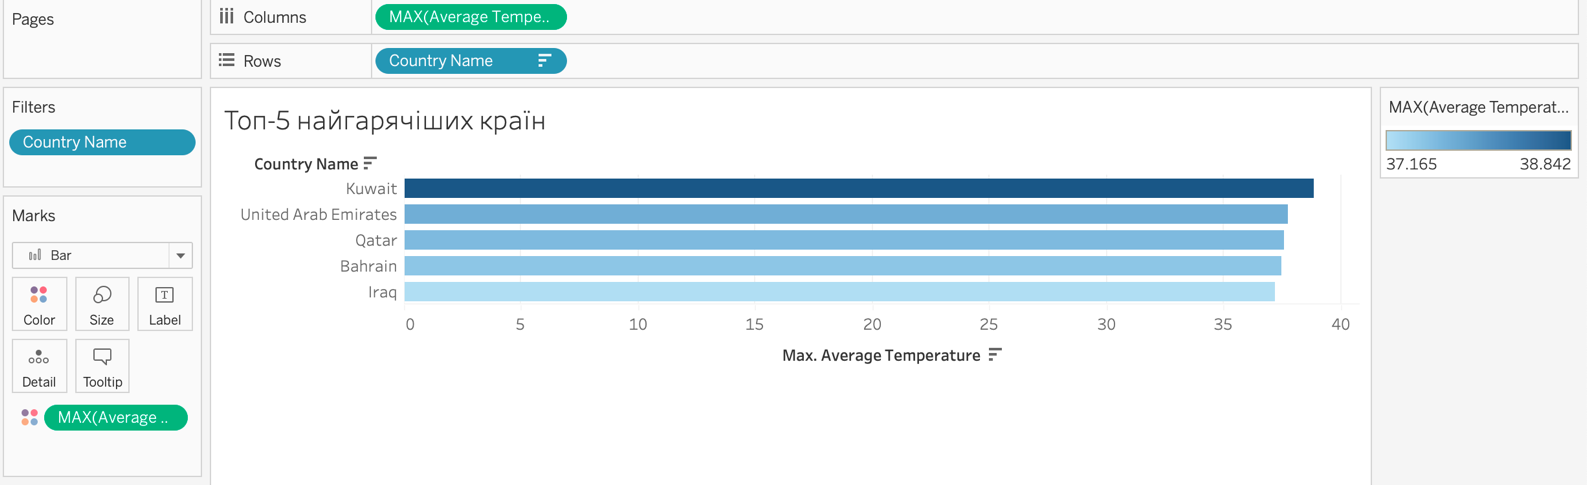 Pages
Columns
MAX(Average Tempe..
Rows
Country Name
Filters
Country Name
Marks
Bar
Color
Size
Label
Detail
Tooltip
MAX(Average ..
Топ-5 найгарячіших країн
Country Name
Kuwait
United Arab Emirates
Qatar
Bahrain
Iraq
0 5 10 15 20 25 30 35 40
Max. Average Temperature
MAX(Average Temperat...
37.165 38.842